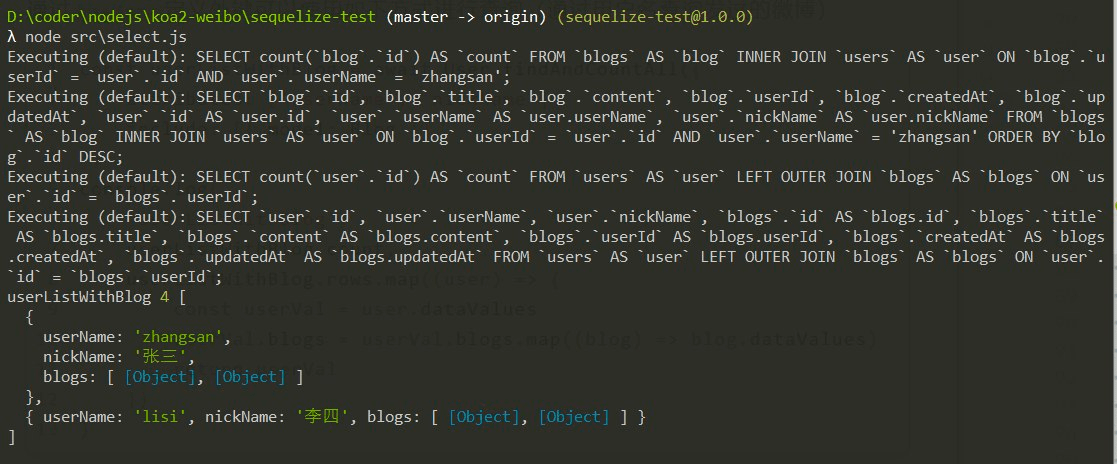 D:\coder\nodejs\koa2-weibo\sequelize-test (master -> origin) (sequelize-test@1.0.0)
λ node src\select.js
Executing (default): SELECT count(`blog`.`id`) AS `count` FROM `blogs` AS `blog` INNER JOIN `users` AS `user` ON `blog`.`u
serId` = `user`.`id` AND `user`.`userName` = 'zhangsan';
Executing (default): SELECT `blog`.`id`, `blog`.`title`, `blog`.`content`, `blog`.`userId`, `blog`.`createdAt`, `blog`.`up
datedAt`, `user`.`id` AS `user.id`, `user`.`userName` AS `user.userName`, `user`.`nickName` AS `user.nickName` FROM `blogs
` AS `blog` INNER JOIN `users` AS `user` ON `blog`.`userId` = `user`.`id` AND `user`.`userName` = 'zhangsan' ORDER BY `blo
g`.`id` DESC;
Executing (default): SELECT count(`user`.`id`) AS `count` FROM `users` AS `user` LEFT OUTER JOIN `blogs` AS `blogs` ON `us
er`.`id` = `blogs`.`userId`;
Executing (default): SELECT `user`.`id`, `user`.`userName`, `user`.`nickName`, `blogs`.`id` AS `blogs.id`, `blogs`.`title`
 AS `blogs.title`, `blogs`.`content` AS `blogs.content`, `blogs`.`userId` AS `blogs.userId`, `blogs`.`createdAt` AS `blogs
.createdAt`, `blogs`.`updatedAt` AS `blogs.updatedAt` FROM `users` AS `user` LEFT OUTER JOIN `blogs` AS `blogs` ON `user`.
`id` = `blogs`.`userId`;
userListWithBlog 4 [
  {
    userName: 'zhangsan',
    nickName: '张三',
    blogs: [ [Object], [Object] ]
  },
  { userName: 'lisi', nickName: '李四', blogs: [ [Object], [Object] ] }
]